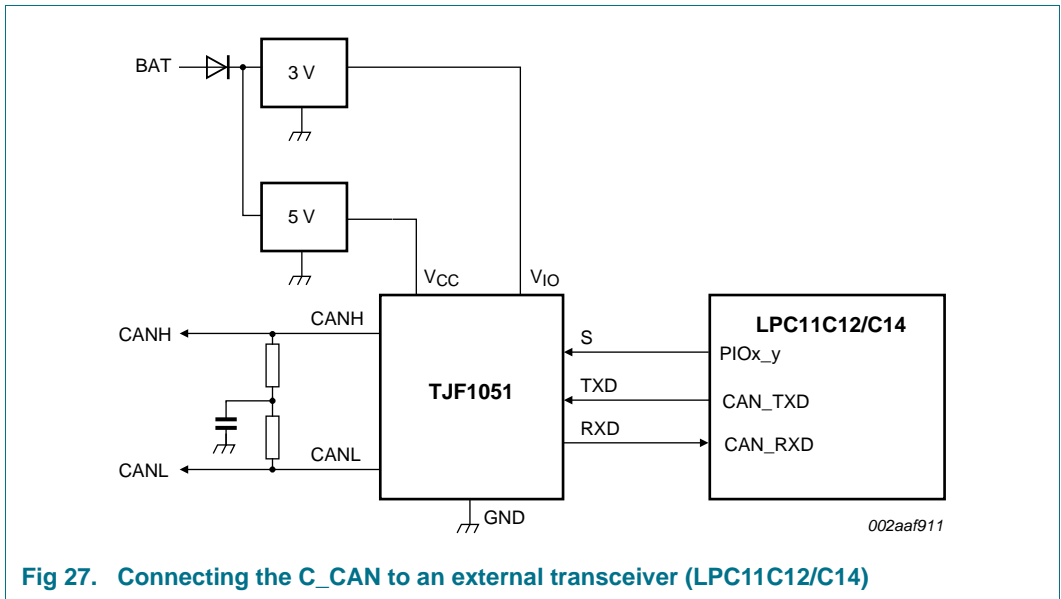 BAT
3 V
5 V
VCC
VIO
CANH
CANH
CANL
CANL
TJF1051
GND
S
TXD
RXD
LPC11C12/C14
PIOx_y
CAN_TXD
CAN_RXD
002aaf911
Fig 27. Connecting the C_CAN to an external transceiver (LPC11C12/C14)